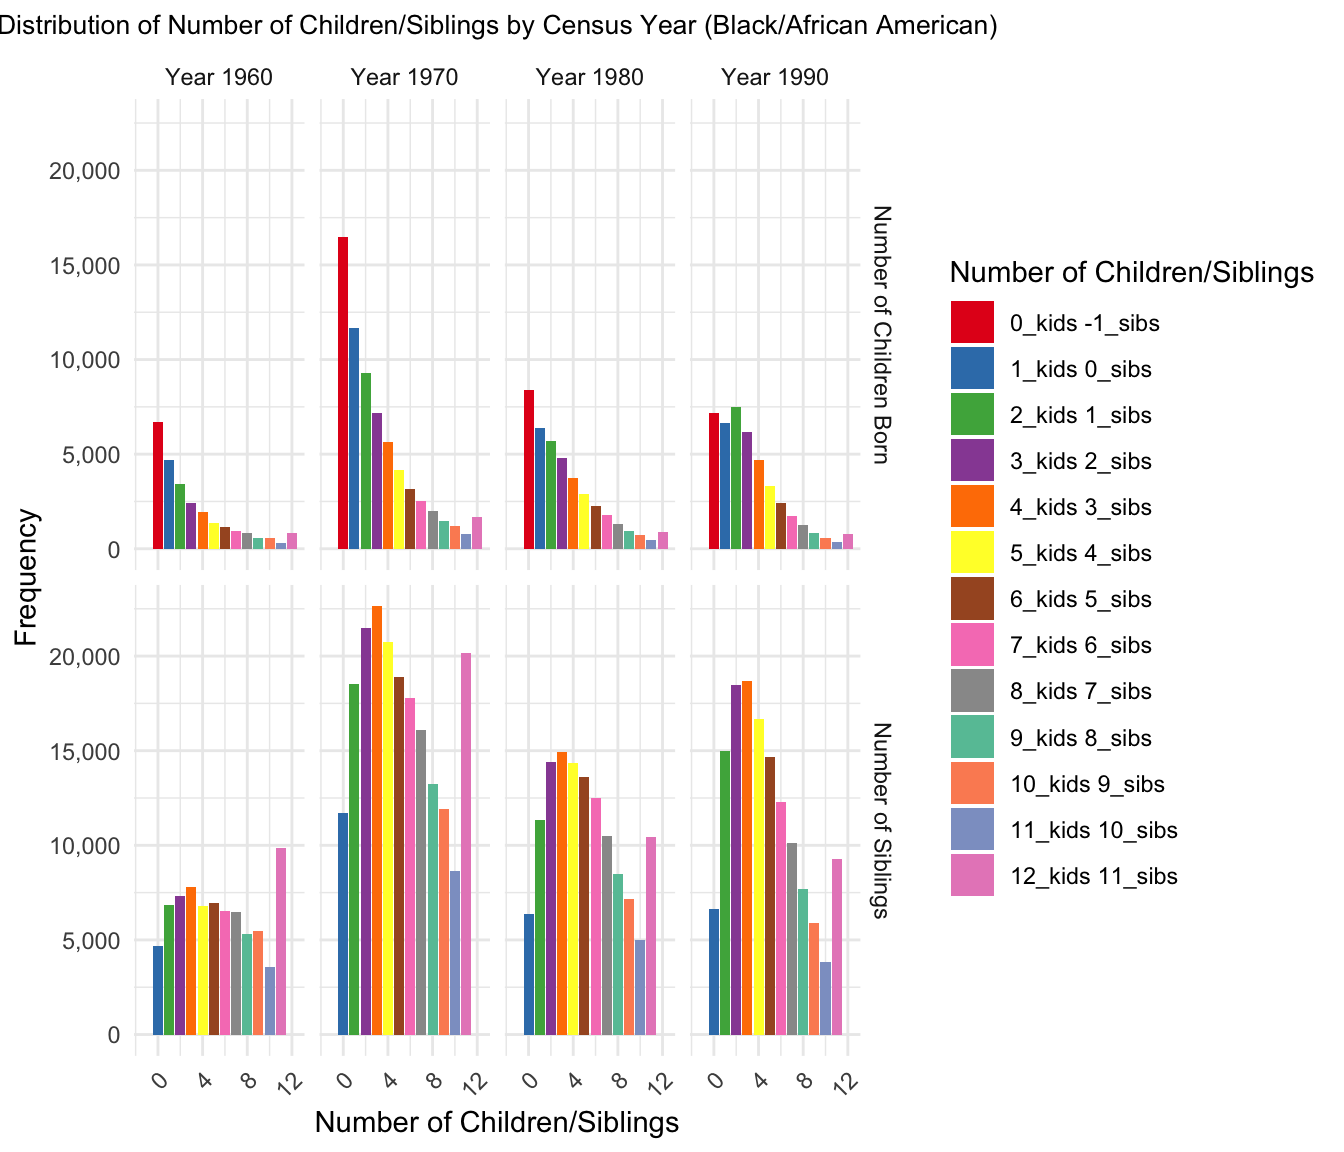 Distribution of Number of Children/Siblings by Census Year (Black/African American)
Year 1960
Year 1970
Year 1980
Year 1990
20,000
15,000
10,000
5,000
0
Number of Children Born
20,000
15,000
10,000
5,000
0
Number of Siblings
Frequency
0
4
8
12
0
4
8
12
0
4
8
12
0
4
8
12
Number of Children/Siblings
Number of Children/Siblings
0_kids -1_sibs
1_kids 0_sibs
2_kids 1_sibs
3_kids 2_sibs
4_kids 3_sibs
5_kids 4_sibs
6_kids 5_sibs
7_kids 6_sibs
8_kids 7_sibs
9_kids 8_sibs
10_kids 9_sibs
11_kids 10_sibs
12_kids 11_sibs